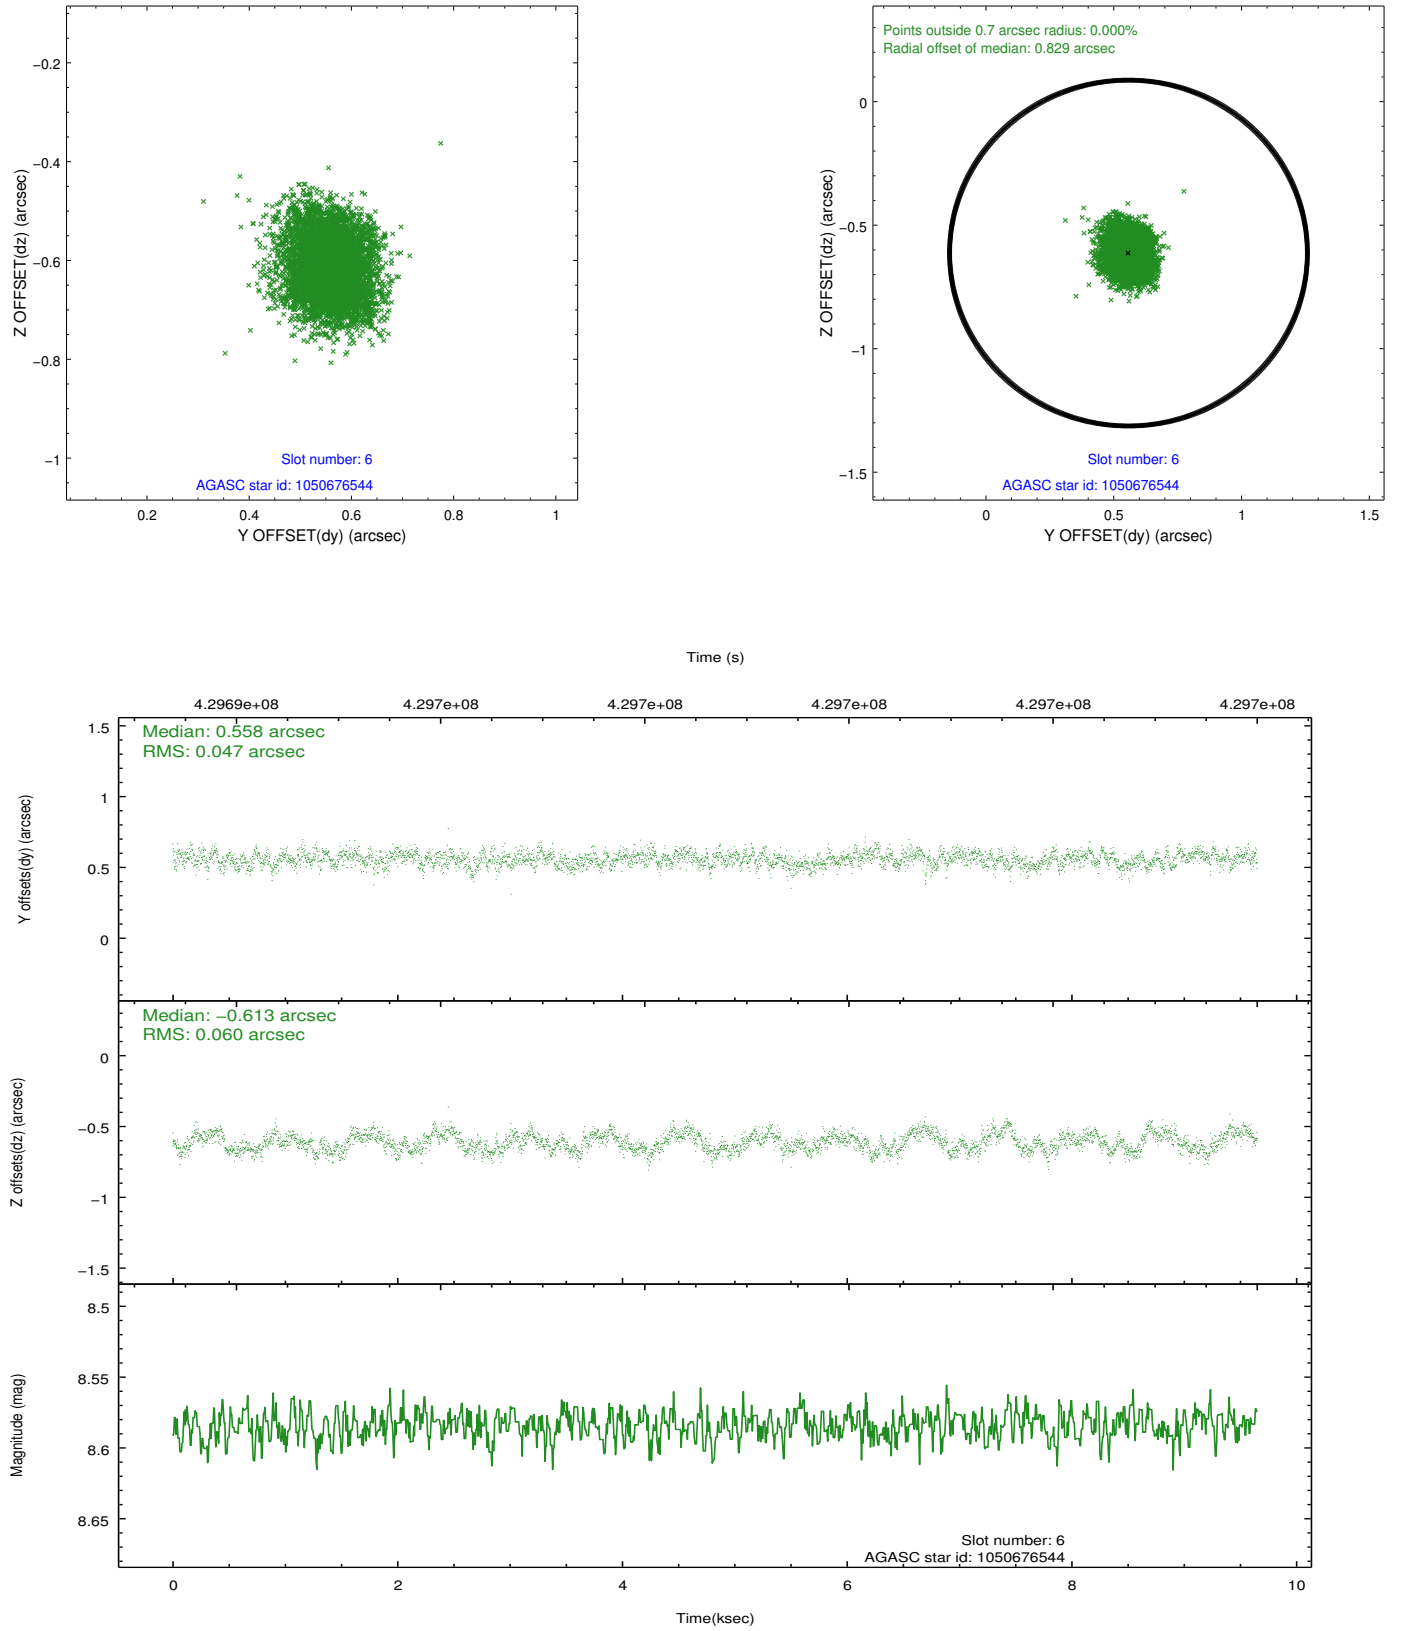 −0.2
−0.4
−0.6
−0.8
−1
Z OFFSET(dz) (arcsec)
Slot number: 6
AGASC star id: 1050676544
0.2 0.4 0.6 0.8 1
Y OFFSET(dy) (arcsec)
Points outside 0.7 arcsec radius: 0.000%
Radial offset of median: 0.829 arcsec
0
−0.5
−1
−1.5
Z OFFSET(dz) (arcsec)
Slot number: 6
AGASC star id: 1050676544
0 0.5 1 1.5
Y OFFSET(dy) (arcsec)
Time (s)
4.2969e+08 4.297e+08 4.297e+08 4.297e+08 4.297e+08 4.297e+08
Median: 0.558 arcsec
RMS: 0.047 arcsec
1.5
1
0.5
0
Y offsets(dy) (arcsec)
Median: −0.613 arcsec
RMS: 0.060 arcsec
0
−0.5
−1
−1.5
Z offsets(dz) (arcsec)
8.5
8.55
8.6
8.65
Magnitude (mag)
Slot number: 6
AGASC star id: 1050676544
0 2 4 6 8 10
Time(ksec)